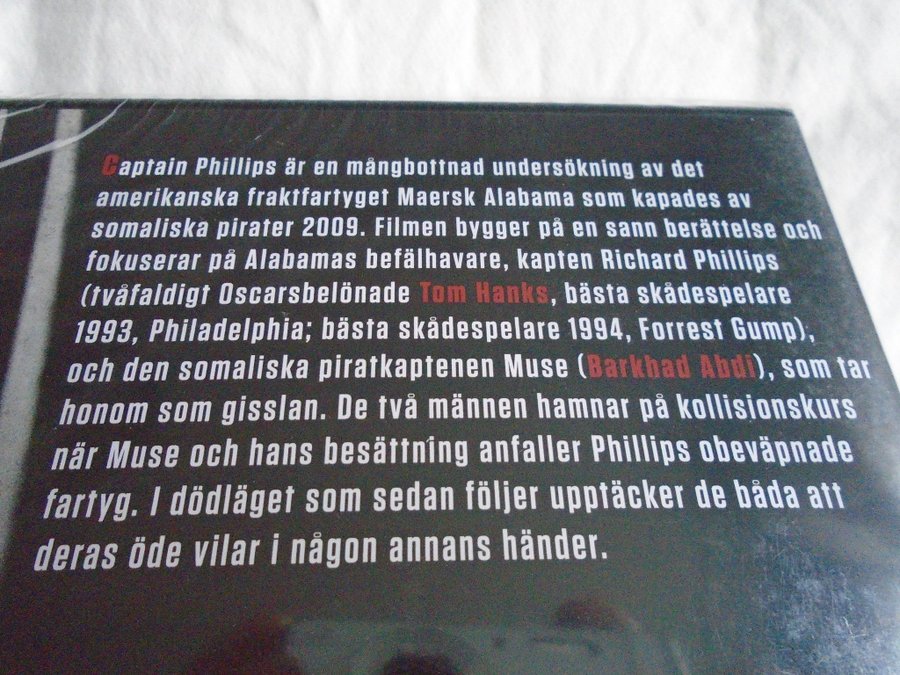 Captain Phillips är en mångbottnad undersökning av det
amerikanska fraktfartyget Maersk Alabama som kapades av
somaliska pirater 2009. Filmen bygger på en sann berättelse och
fokuserar på Alabamas befälhavare, kapten Richard Phillips
(tvåfaldigt Oscarsbelönade Tom Hanks, bästa skådespelare
1993, Philadelphia; bästa skådespelare 1994, Forrest Gump),
och den somaliska piratkaptenen Muse (Barkhad Abdi), som tar
honom som gisslan. De två männen hamnar på kollisionskurs
när Muse och hans besättning anfaller Phillips obeväpnade
fartyg. I dödläget som sedan följer upptäcker de båda att
deras öde vilar i någon annans händer.